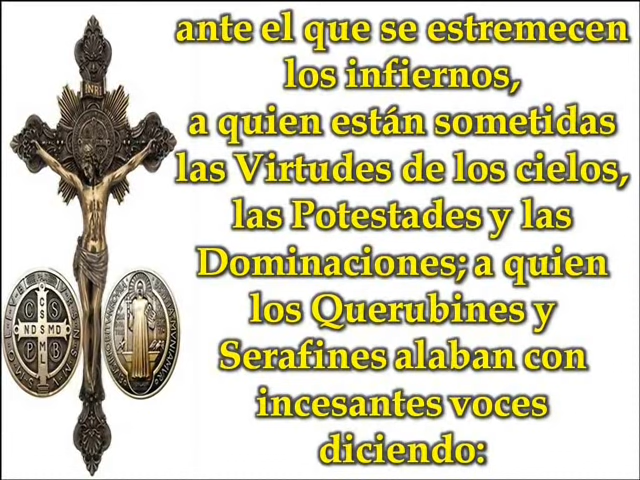 ante el que se estremecen
los infiernos,
a quien están sometidas
las Virtudes de los cielos,
las Potestades y las
Dominaciones; a quien
los Querubines y
Serafines alaban con
incesantes voces
diciendo:
INRI
C S
S
N D S M D
M
P B
M L